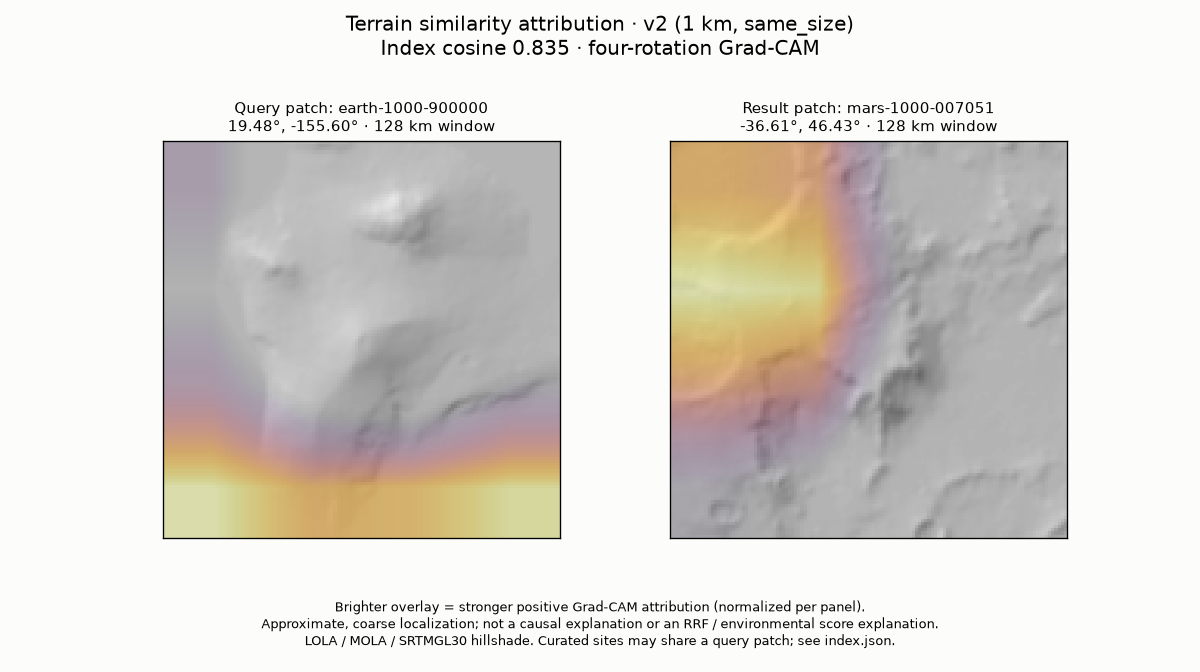 Terrain similarity attribution · v2 (1 km, same_size)
Index cosine 0.835 · four-rotation Grad-CAM
Query patch: earth-1000-900000
19.48°, -155.60° · 128 km window
Result patch: mars-1000-007051
-36.61°, 46.43° · 128 km window
Brighter overlay = stronger positive Grad-CAM attribution (normalized per panel).
Approximate, coarse localization; not a causal explanation or an RRF / environmental score explanation.
LOLA / MOLA / SRTMGL30 hillshade. Curated sites may share a query patch; see index.json.